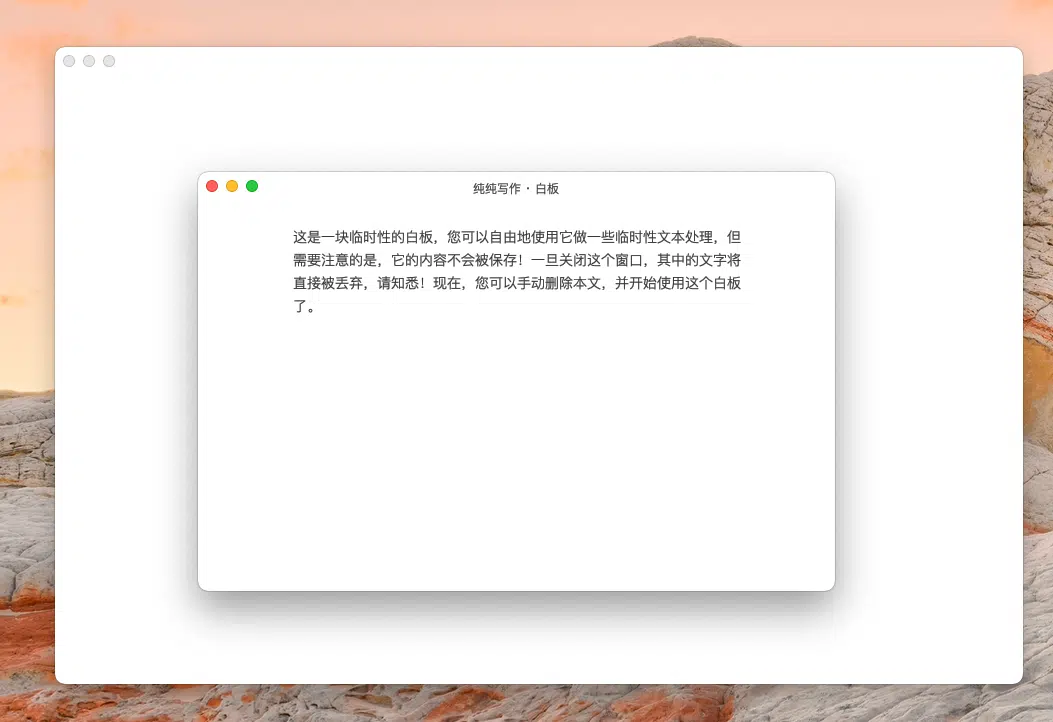 纯纯写作 · 白板
这是一块临时性的白板，您可以自由地使用它做一些临时性文本处理，但
需要注意的是，它的内容不会被保存！一旦关闭这个窗口，其中的文字将
直接被丢弃，请知悉！现在，您可以手动删除本文，并开始使用这个白板
了。